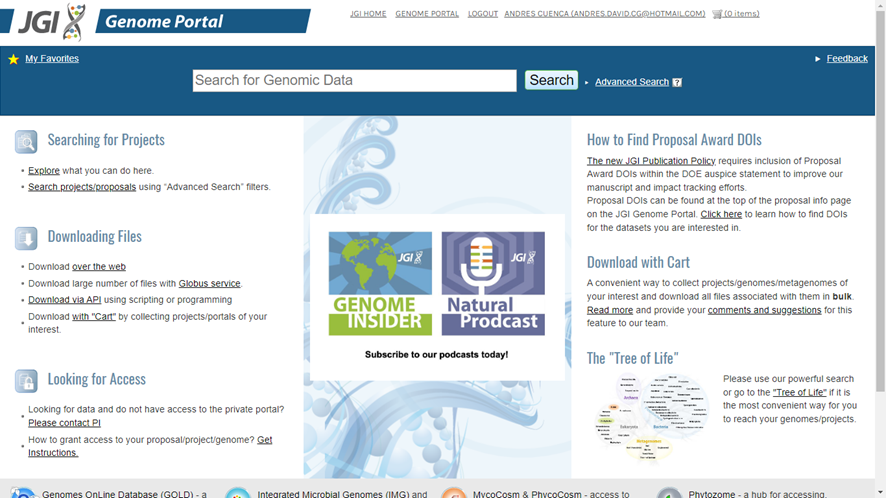 JGI Genome Portal
JGI HOME GENOME PORTAL LOGOUT ANDRES CUENCA (ANDRES.DAVID.CG@HOTMAIL.COM) (0 items)
My Favorites
Feedback
Search for Genomic Data
Search
Advanced Search ?
Searching for Projects
• Explore what you can do here.
• Search projects/proposals using “Advanced Search” filters.
Downloading Files
• Download over the web
• Download large number of files with Globus service.
• Download via API using scripting or programming
• Download with "Cart" by collecting projects/portals of your
interest.
Looking for Access
• Looking for data and do not have access to the private portal?
Please contact PI
• How to grant access to your proposal/project/genome? Get
Instructions.
JGI
GENOME
INSIDER
JGI
Natural
Prodcast
Subscribe to our podcasts today!
How to Find Proposal Award DOIs
The new JGI Publication Policy requires inclusion of Proposal
Award DOIs within the DOE auspice statement to improve our
manuscript and impact tracking efforts.
Proposal DOIs can be found at the top of the proposal info page
on the JGI Genome Portal. Click here to learn how to find DOIs
for the datasets you are interested in.
Download with Cart
A convenient way to collect projects/genomes/metagenomes of
your interest and download all files associated with them in bulk.
Read more and provide your comments and suggestions for this
feature to our team.
The "Tree of Life"
Archaea
Eukaryota
Bacteria
Metagenomes
Please use our powerful search
or go to the "Tree of Life" if it is
the most convenient way for you
to reach your genomes/projects.
Genomes OnLine Database (GOLD) - a
Integrated Microbial Genomes (IMG) and
MycoCosm & PhycoCosm - access to
Phytozome - a hub for accessing,